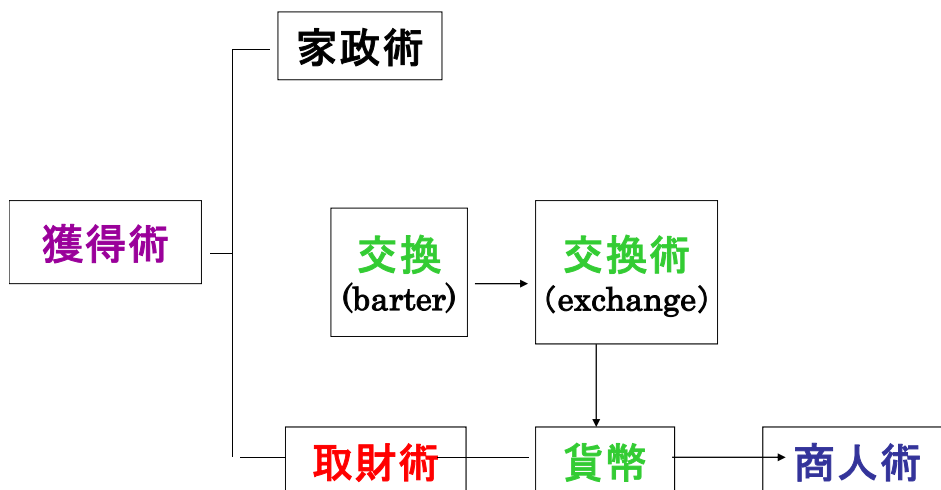 家政術
獲得術
交換
(barter)
交換術
（exchange）
取財術
貨幣
商人術